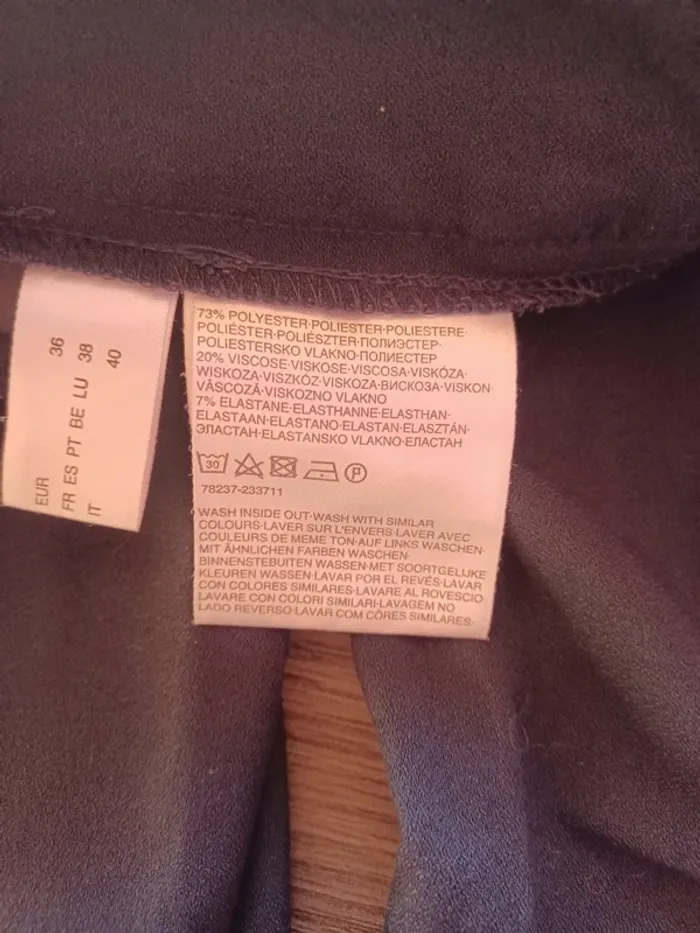 EUR 36
FR ES PT BE LU 38
IT 40
73% POLYESTER·POLIESTER·POLIESTERE·
POLIÉSTER·POLIÉSZTER·ПОЛИЭСТЕР·
POLIESTERSKO VLAKNO·ПОЛИЕСТЕР
20% VISCOSE·VISKOSE·VISCOSA·VISKÓZA·
WISKOZA·VISZKÓZ·VISKOZA·ВИСКОЗА·VISKON·
VÂSCOZĂ·VISKOZNO VLAKNO
7% ELASTANE·ELASTHANNE·ELASTHAN·
ELASTAAN·ELASTANO·ELASTAN·ELASZTÁN·
ЭЛАСТАН·ELASTANSKO VLAKNO·ЕЛАСТАН
30 P
78237-233711
WASH INSIDE OUT·WASH WITH SIMILAR
COLOURS·LAVER SUR L'ENVERS·LAVER AVEC
COULEURS DE MEME TON·AUF LINKS WASCHEN·
MIT ÄHNLICHEN FARBEN WASCHEN·
BINNENSTEBUITEN WASSEN·MET SOORTGELIJKE
KLEUREN WASSEN·LAVAR POR EL REVÉS·LAVAR
CON COLORES SIMILARES·LAVARE AL ROVESCIO·
LAVARE CON COLORI SIMILARI·LAVAGEM NO
LADO REVERSO·LAVAR COM CÔRES SIMILARES·